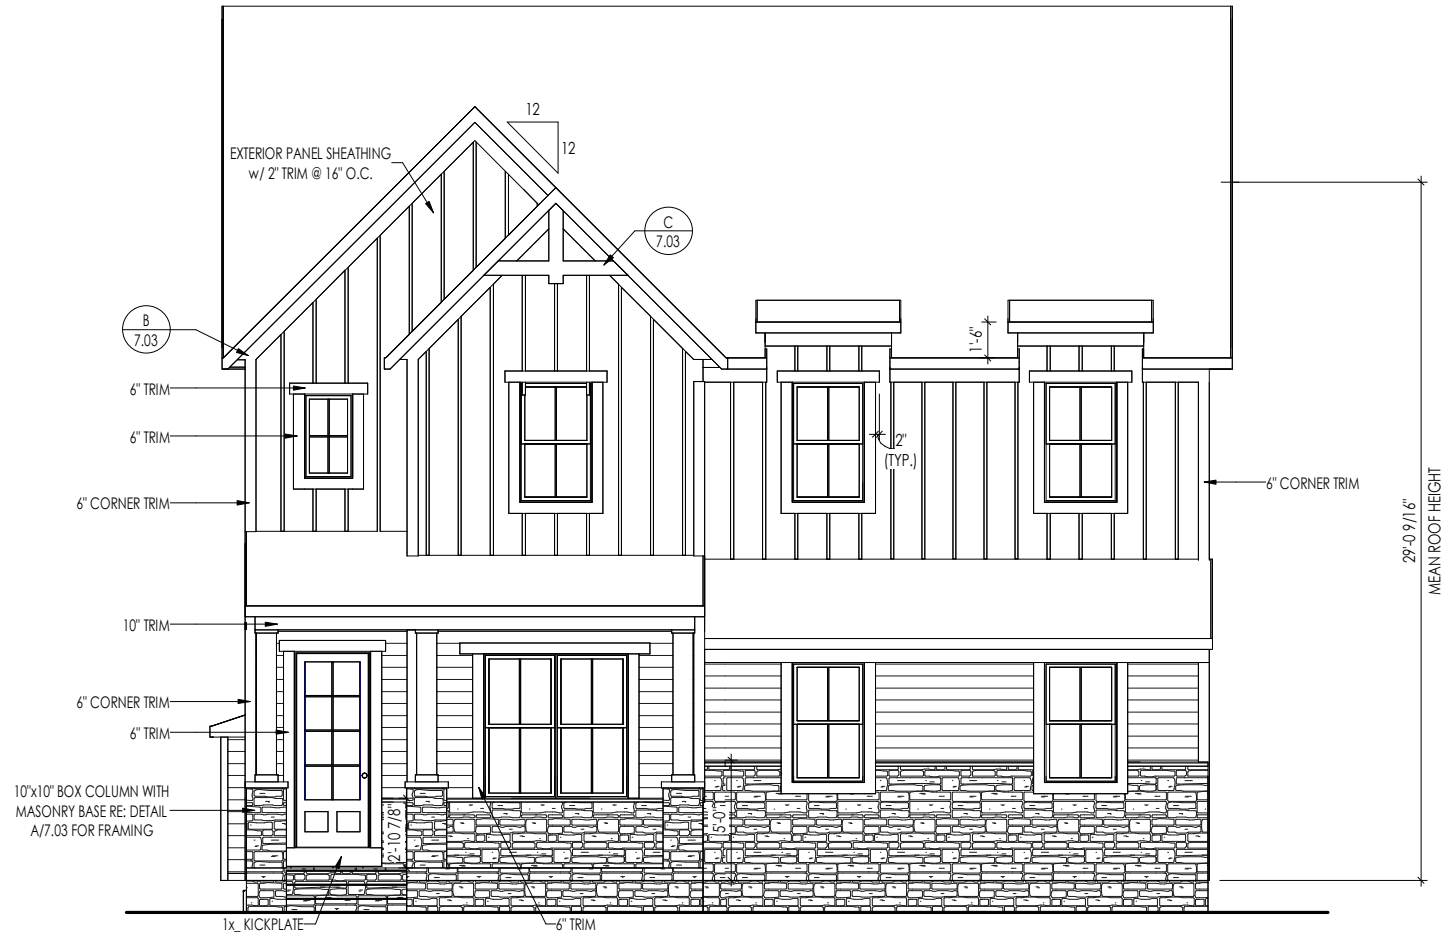 12
12
EXTERIOR PANEL SHEATHING
w/ 2" TRIM @ 16" O.C.
C
7.03
B
7.03
1'-6"
6" TRIM
6" TRIM
2"
(TYP.)
6" CORNER TRIM
6" CORNER TRIM
29'-0 9/16"
MEAN ROOF HEIGHT
10" TRIM
6" CORNER TRIM
6" TRIM
10"x10" BOX COLUMN WITH
MASONRY BASE RE: DETAIL
A/7.03 FOR FRAMING
2'-10 7/8"
5'-0"
1x_ KICKPLATE
6" TRIM